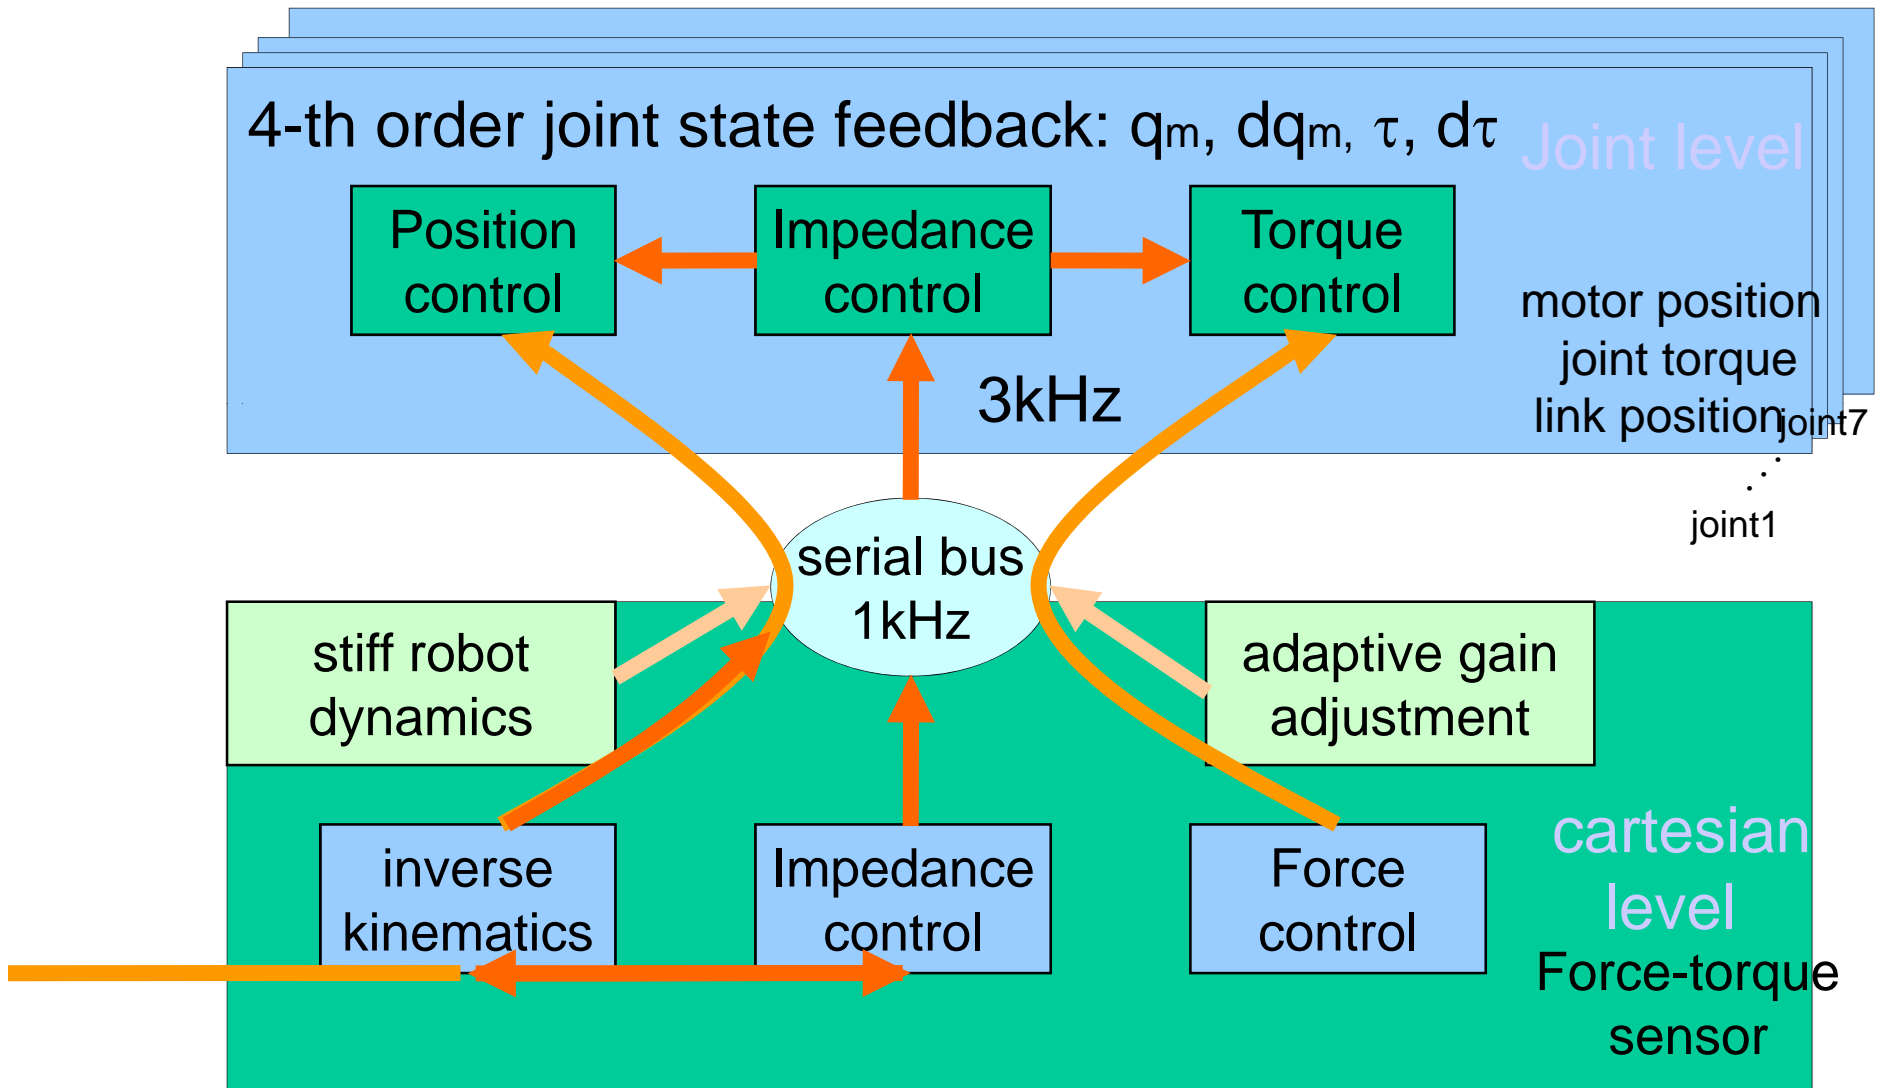 4-th order joint state feedback: qm, dqm, τ, dτ
Joint level
Position
control
Impedance
control
Torque
control
motor position
joint torque
link position
3kHz
joint7
. . .
joint1
serial bus
1kHz
stiff robot
dynamics
adaptive gain
adjustment
inverse
kinematics
Impedance
control
Force
control
cartesian
level
Force-torque
sensor